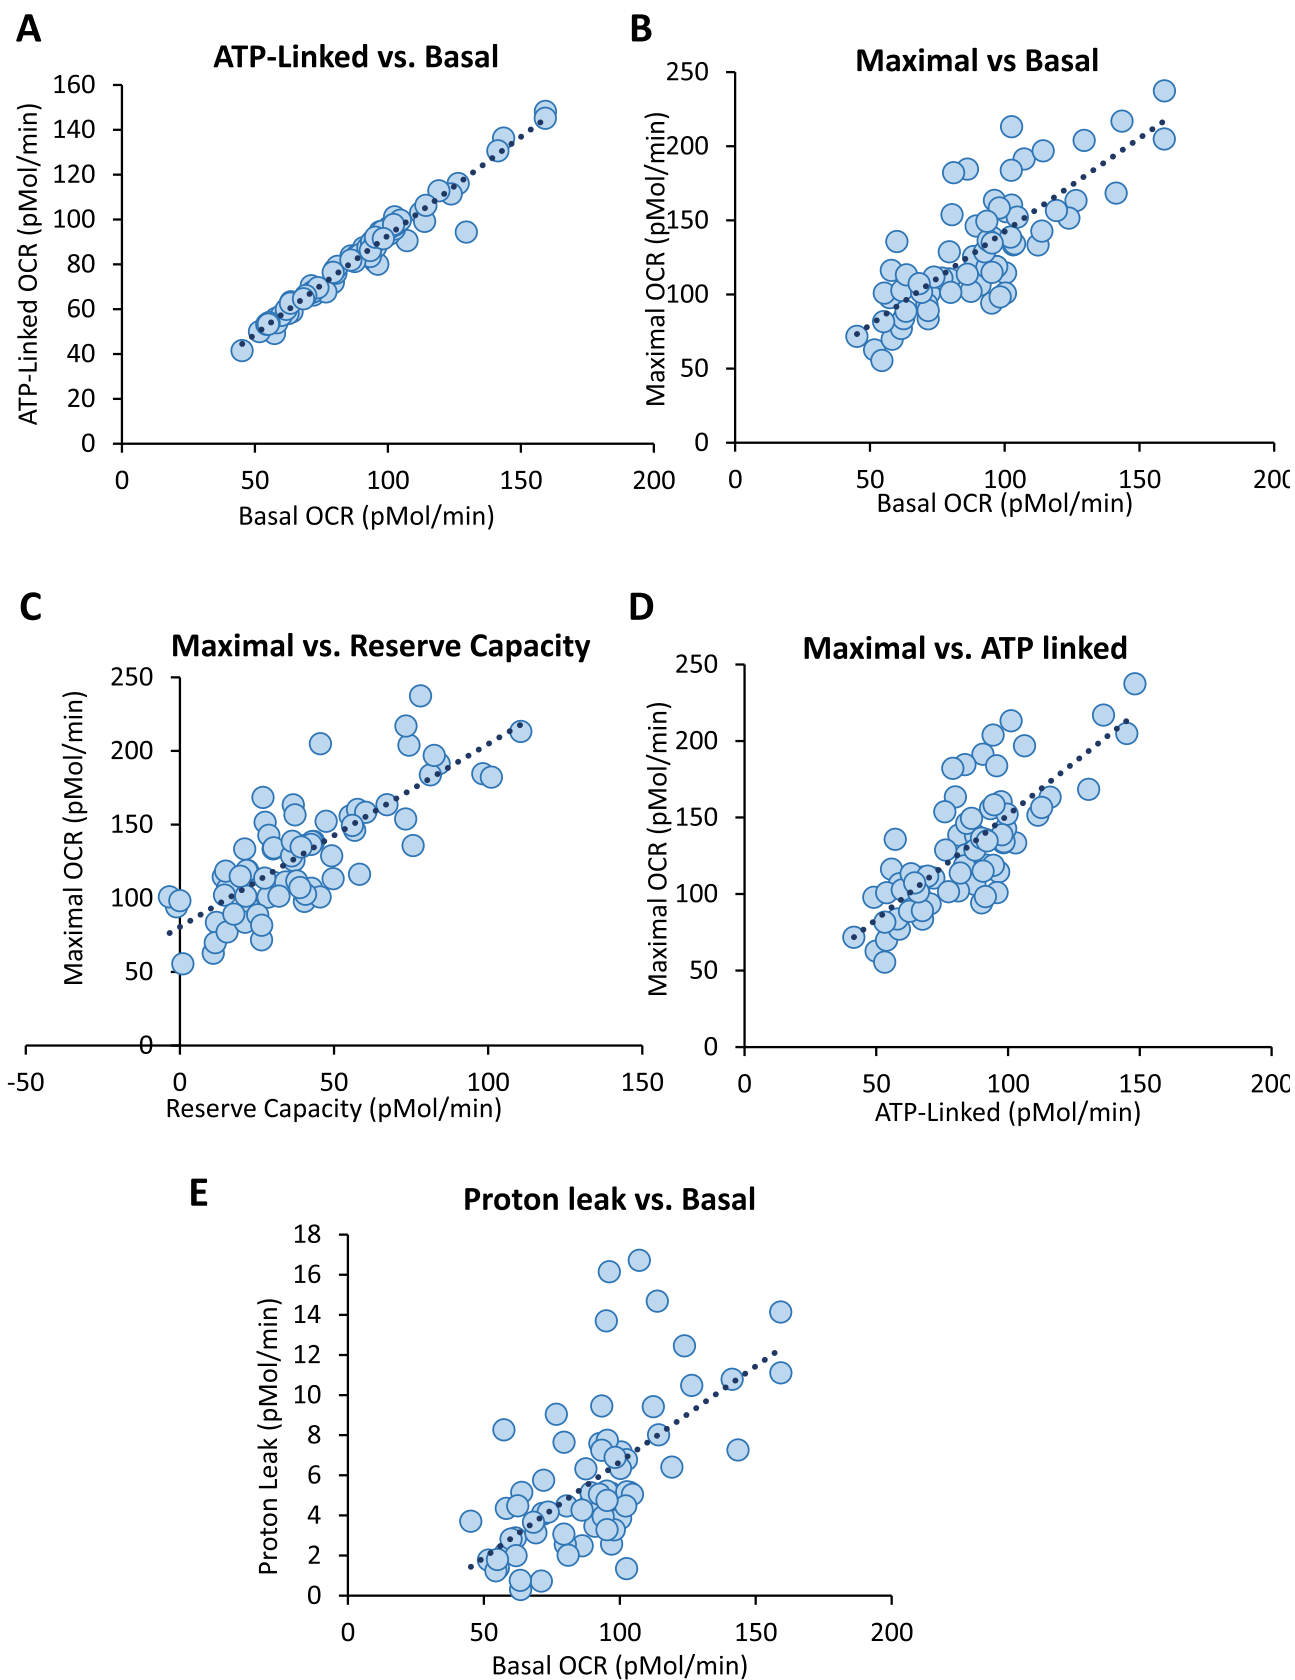 A
ATP-Linked vs. Basal
ATP-Linked OCR (pMol/min)
160
140
120
100
80
60
40
20
0
0 50 100 150 200
Basal OCR (pMol/min)
B
Maximal vs Basal
Maximal OCR (pMol/min)
250
200
150
100
50
0
0 50 100 150 200
Basal OCR (pMol/min)
C
Maximal vs. Reserve Capacity
Maximal OCR (pMol/min)
250
200
150
100
50
0
-50 0 50 100 150
Reserve Capacity (pMol/min)
D
Maximal vs. ATP linked
Maximal OCR (pMol/min)
250
200
150
100
50
0
0 50 100 150 200
ATP-Linked (pMol/min)
E
Proton leak vs. Basal
Proton Leak (pMol/min)
18
16
14
12
10
8
6
4
2
0
0 50 100 150 200
Basal OCR (pMol/min)